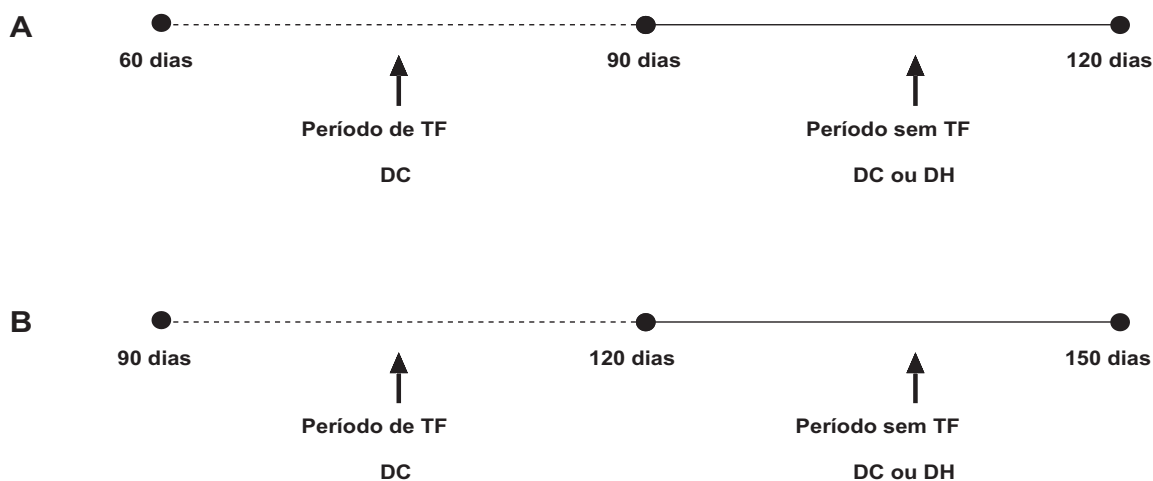 A
60 dias 90 dias 120 dias
Período de TF Período sem TF
DC DC ou DH
B
90 dias 120 dias 150 dias
Período de TF Período sem TF
DC DC ou DH